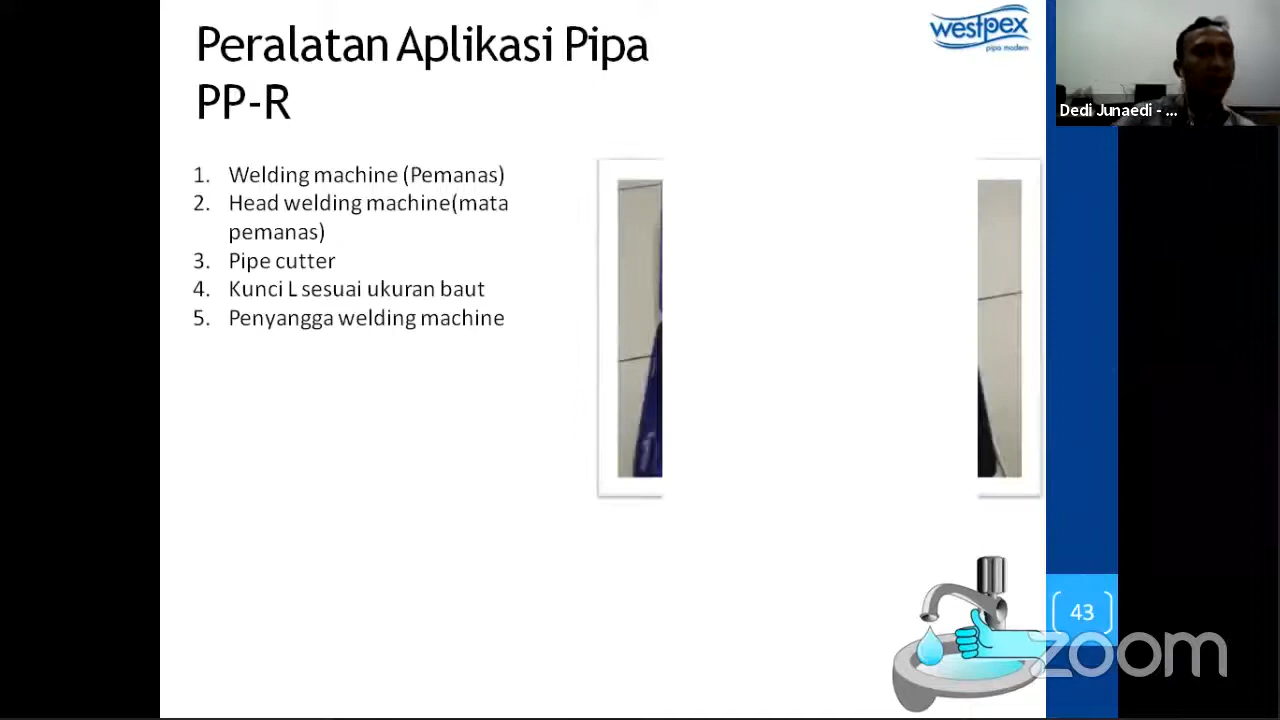 Peralatan Aplikasi Pipa
PP-R
westpex
pipa modern
Dedi Junaedi - ...
1. Welding machine (Pemanas)
2. Head welding machine(mata
pemanas)
3. Pipe cutter
4. Kunci L sesuai ukuran baut
5. Penyangga welding machine
43
zoom